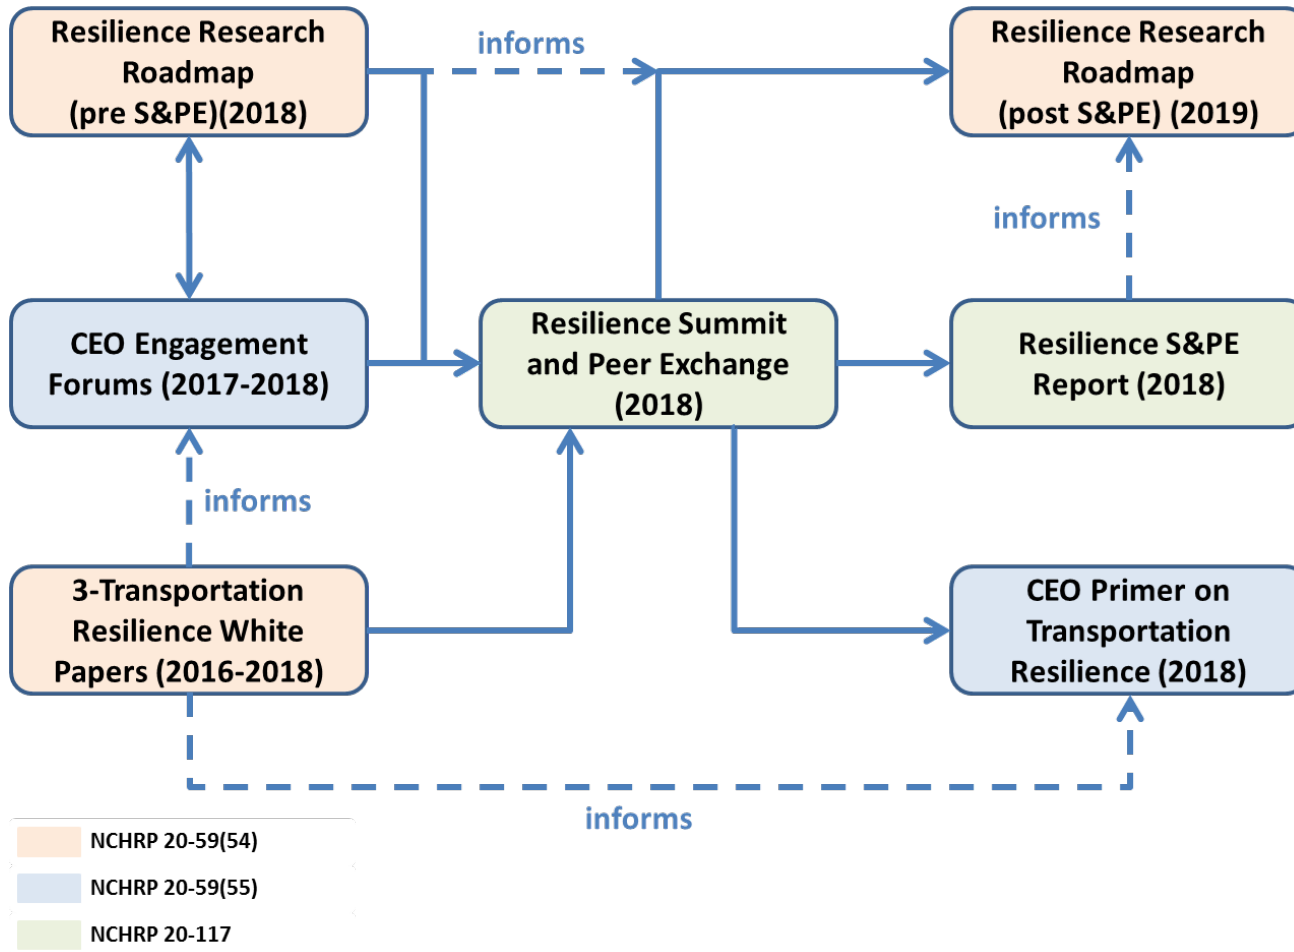 Resilience Research
Roadmap
(pre S&PE)(2018)
informs
Resilience Research
Roadmap
(post S&PE) (2019)
informs
CEO Engagement
Forums (2017-2018)
Resilience Summit
and Peer Exchange
(2018)
Resilience S&PE
Report (2018)
informs
3-Transportation
Resilience White
Papers (2016-2018)
CEO Primer on
Transportation
Resilience (2018)
informs
NCHRP 20-59(54)
NCHRP 20-59(55)
NCHRP 20-117